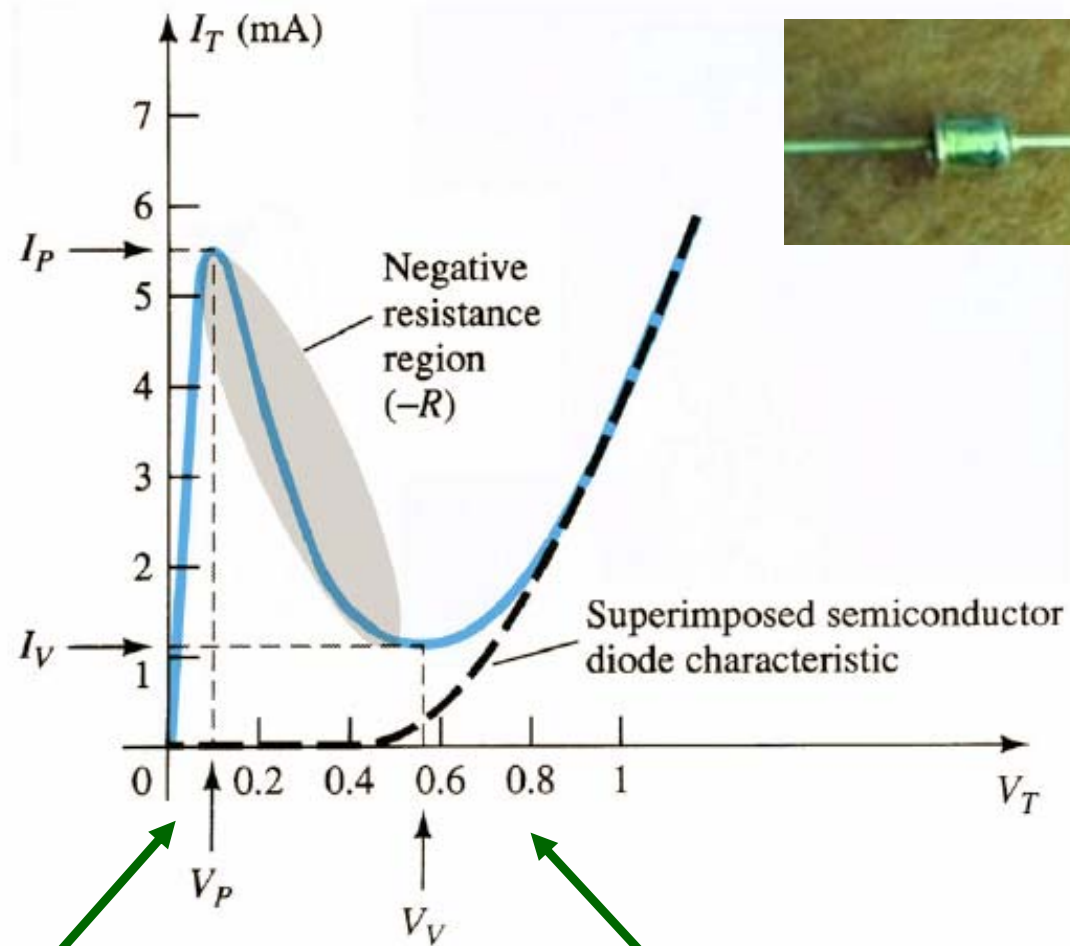 I_T (mA)
7
6
I_P
5
Negative
resistance
region
(–R)
4
3
2
Superimposed semiconductor
diode characteristic
I_V
1
0 0.2 0.4 0.6 0.8 1 V_T
V_P
V_V